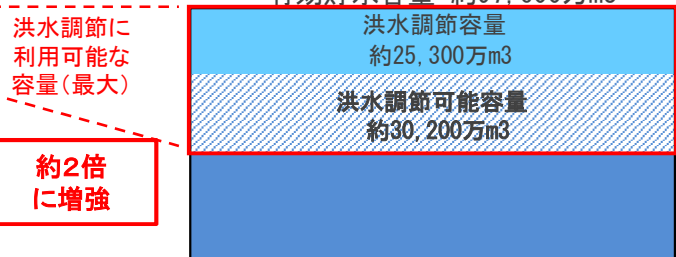 洪水調節に
利用可能な
容量(最大)
約2倍
に増強
洪水調節容量
約25,300万m3
洪水調節可能容量
約30,200万m3